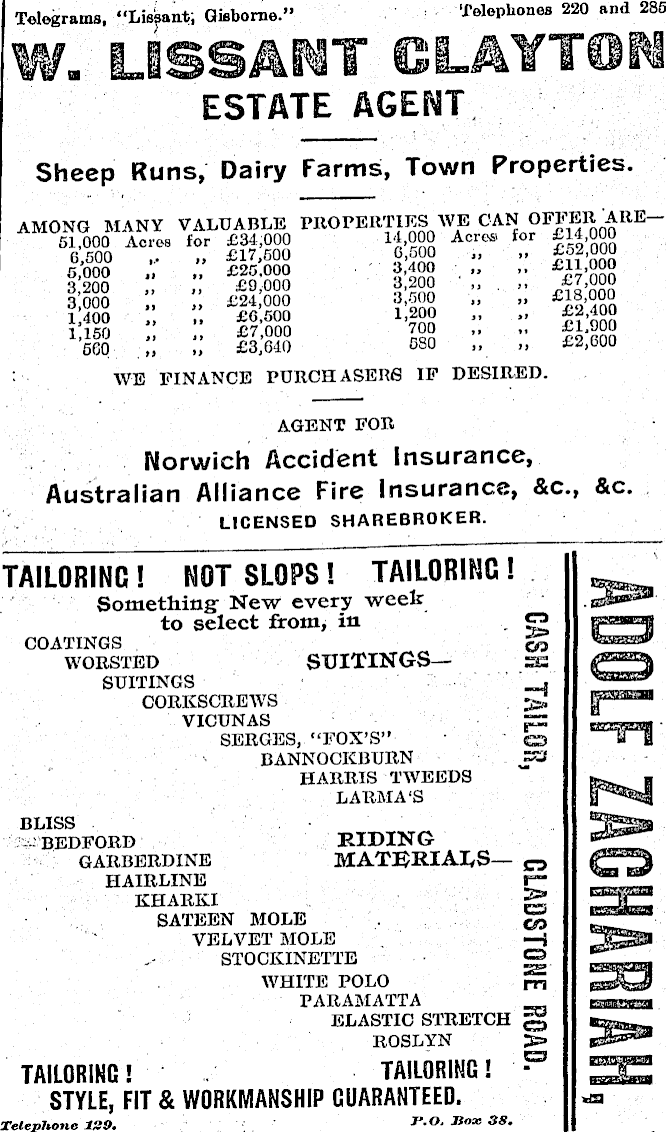 Telegrams, "Lissant, Gisborne." Telephones 220 and 285
W. LISSANT CLAYTON
ESTATE AGENT
Sheep Runs, Dairy Farms, Town Properties.
AMONG MANY VALUABLE PROPERTIES WE CAN OFFER ARE—
51,000 Acres for £34,000 14,000 Acres for £14,000
6,500 ,, ,, £17,500 6,500 ,, ,, £52,000
5,000 ,, ,, £25,000 3,400 ,, ,, £11,000
3,200 ,, ,, £9,000 3,200 ,, ,, £7,000
3,000 ,, ,, £24,000 3,500 ,, ,, £18,000
1,400 ,, ,, £6,500 1,200 ,, ,, £2,400
1,150 ,, ,, £7,000 700 ,, ,, £1,900
560 ,, ,, £3,640 580 ,, ,, £2,600
WE FINANCE PURCHASERS IF DESIRED.
AGENT FOR
Norwich Accident Insurance,
Australian Alliance Fire Insurance, &c., &c.
LICENSED SHAREBROKER.
TAILORING! NOT SLOPS! TAILORING!
Something New every week
to select from, in
COATINGS
WORSTED SUITINGS—
SUITINGS
CORKSCREWS
VICUNAS
SERGES, "FOX'S"
BANNOCKBURN
HARRIS TWEEDS
LARMA'S
BLISS
BEDFORD RIDING
GARBERDINE MATERIALS—
HAIRLINE
KHARKI
SATEEN MOLE
VELVET MOLE
STOCKINETTE
WHITE POLO
PARAMATTA
ELASTIC STRETCH
ROSLYN
TAILORING! TAILORING!
STYLE, FIT & WORKMANSHIP GUARANTEED.
Telephone 129. P.O. Box 38.
CASH TAILOR, GLADSTONE ROAD.
ADOLF ZACHARIAH,